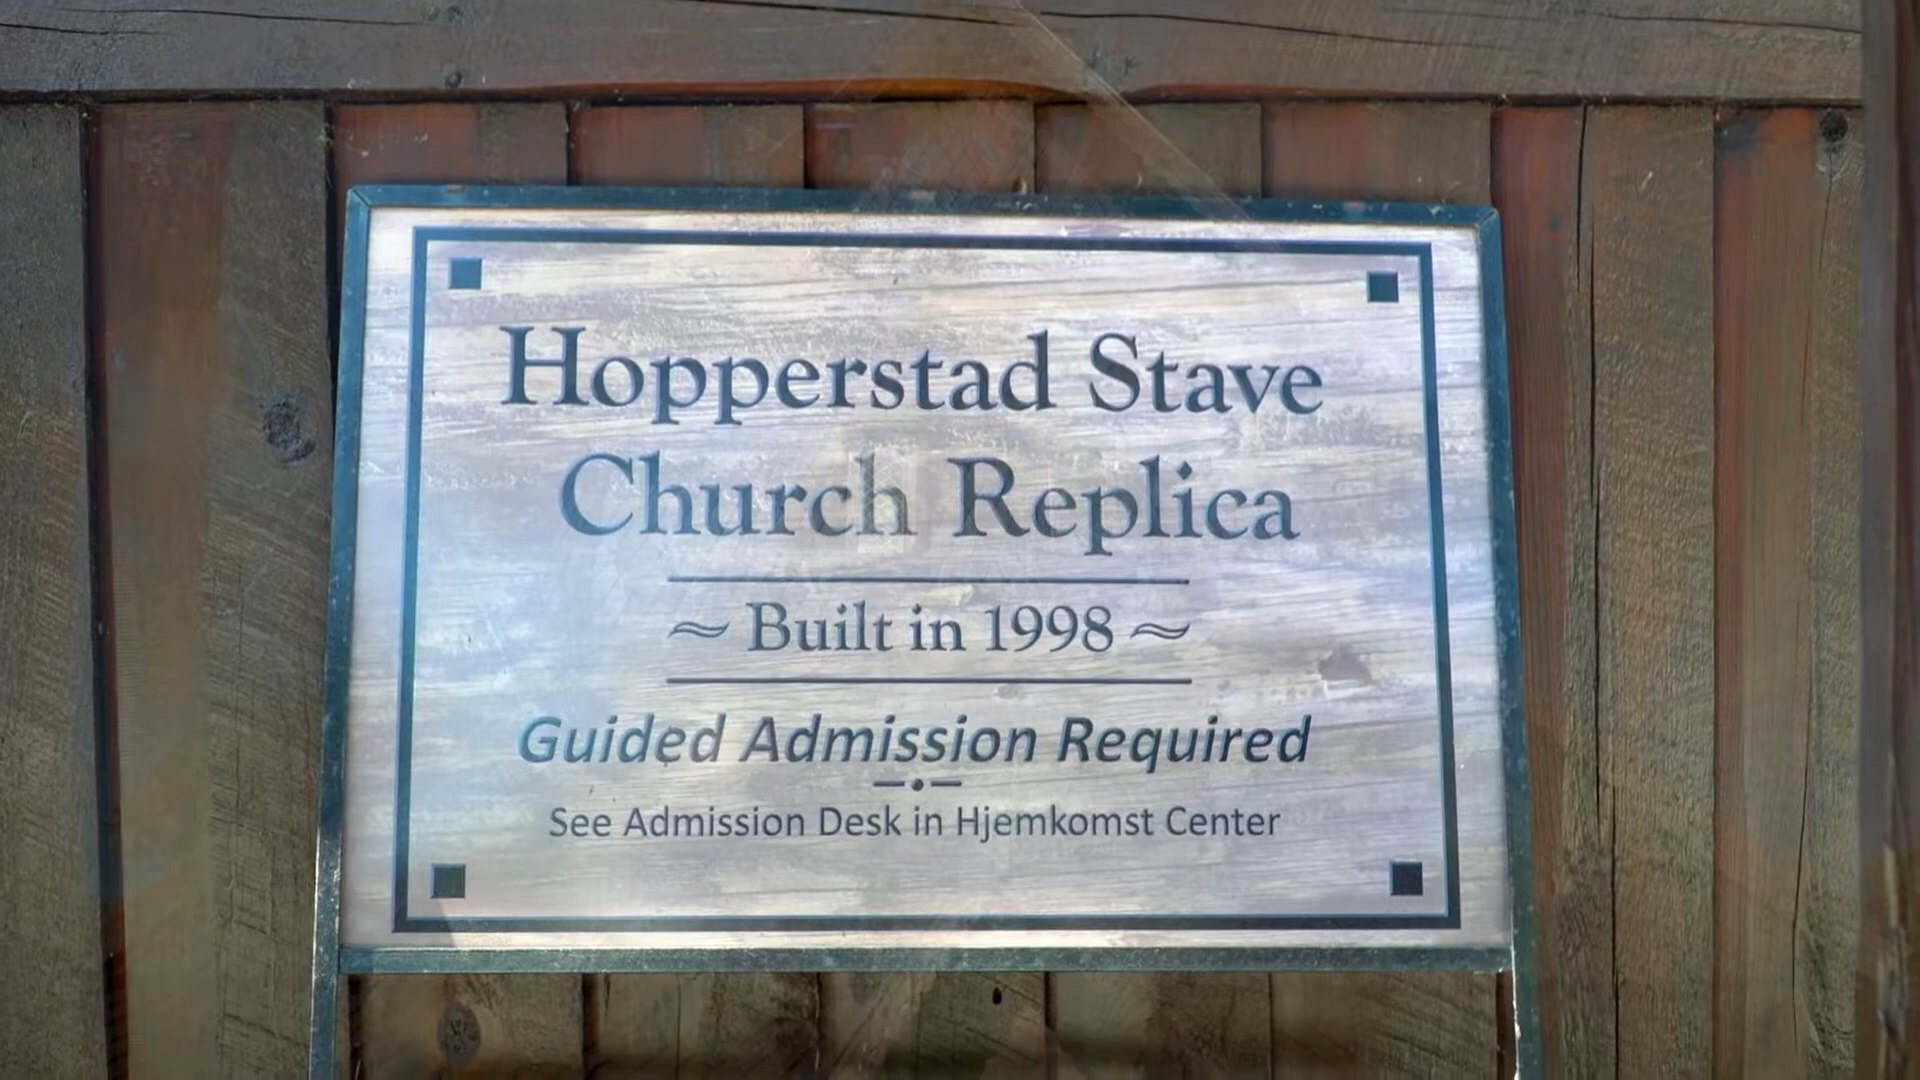 Hopperstad Stave
Church Replica
~ Built in 1998 ~
Guided Admission Required
See Admission Desk in Hjemkomst Center